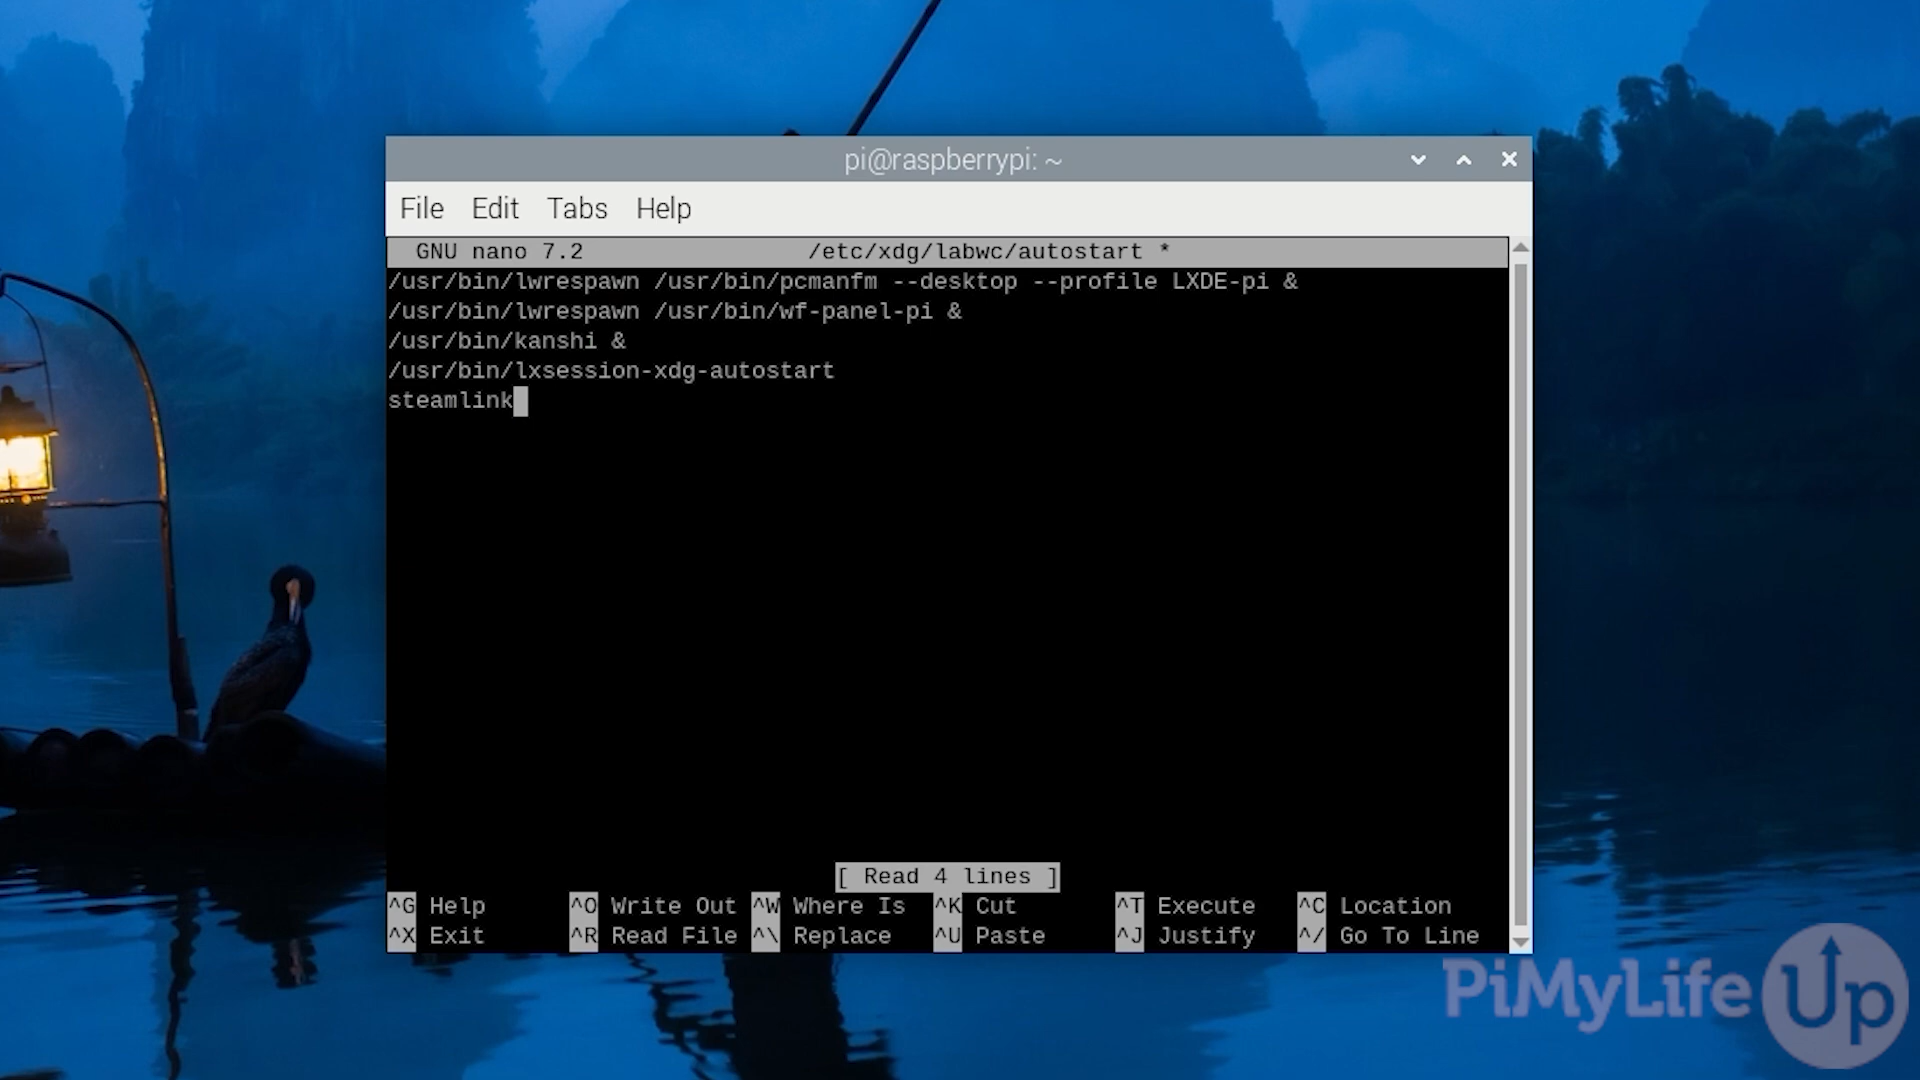 pi@raspberrypi: ~
File Edit Tabs Help
GNU nano 7.2 /etc/xdg/labwc/autostart *
/usr/bin/lwrespawn /usr/bin/pcmanfm --desktop --profile LXDE-pi &
/usr/bin/lwrespawn /usr/bin/wf-panel-pi &
/usr/bin/kanshi &
/usr/bin/lxsession-xdg-autostart
steamlink
[ Read 4 lines ]
^G Help ^O Write Out ^W Where Is ^K Cut ^T Execute ^C Location
^X Exit ^R Read File ^\ Replace ^U Paste ^J Justify ^/ Go To Line
PiMyLifeUp